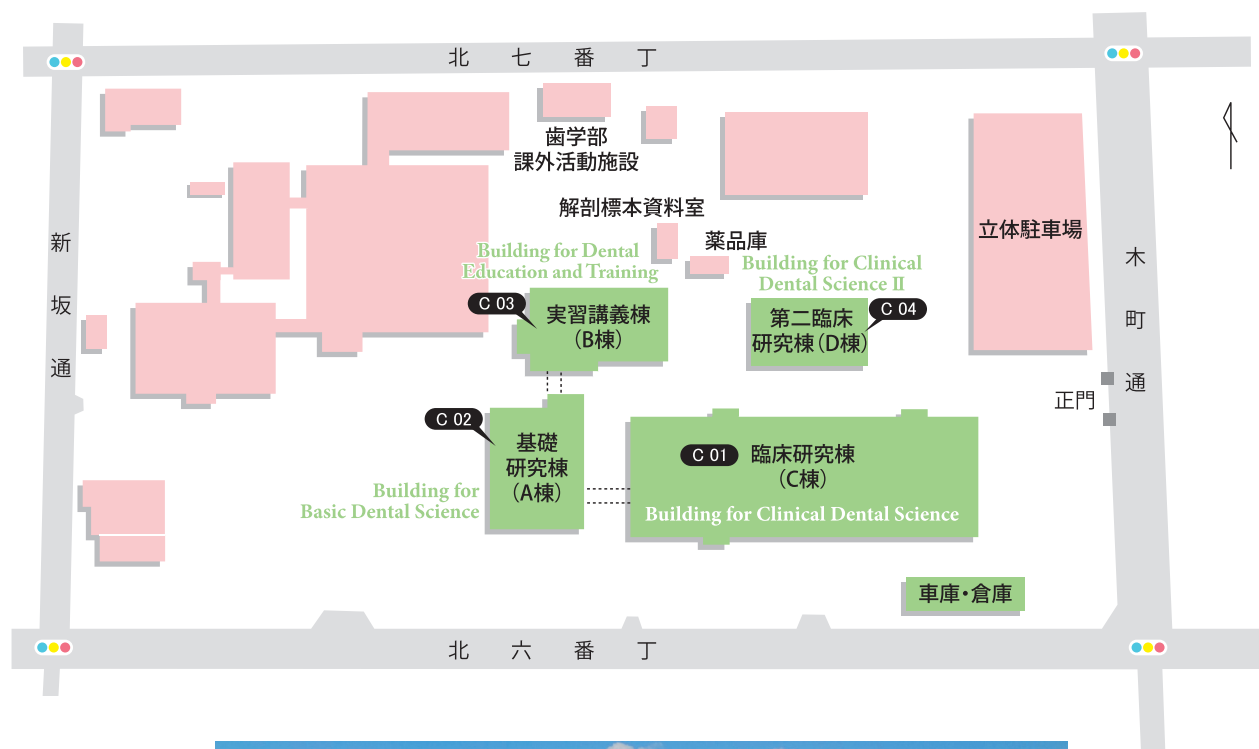 北七番丁
歯学部
課外活動施設
解剖標本資料室
薬品庫
立体駐車場
新坂通
木町通
Building for Dental
Education and Training
C 03
実習講義棟
（B棟）
Building for Clinical
Dental Science Ⅱ
C 04
第二臨床
研究棟（D棟）
正門
C 02
基礎
研究棟
（A棟）
Building for
Basic Dental Science
C 01
臨床研究棟
（C棟）
Building for Clinical Dental Science
車庫・倉庫
北六番丁